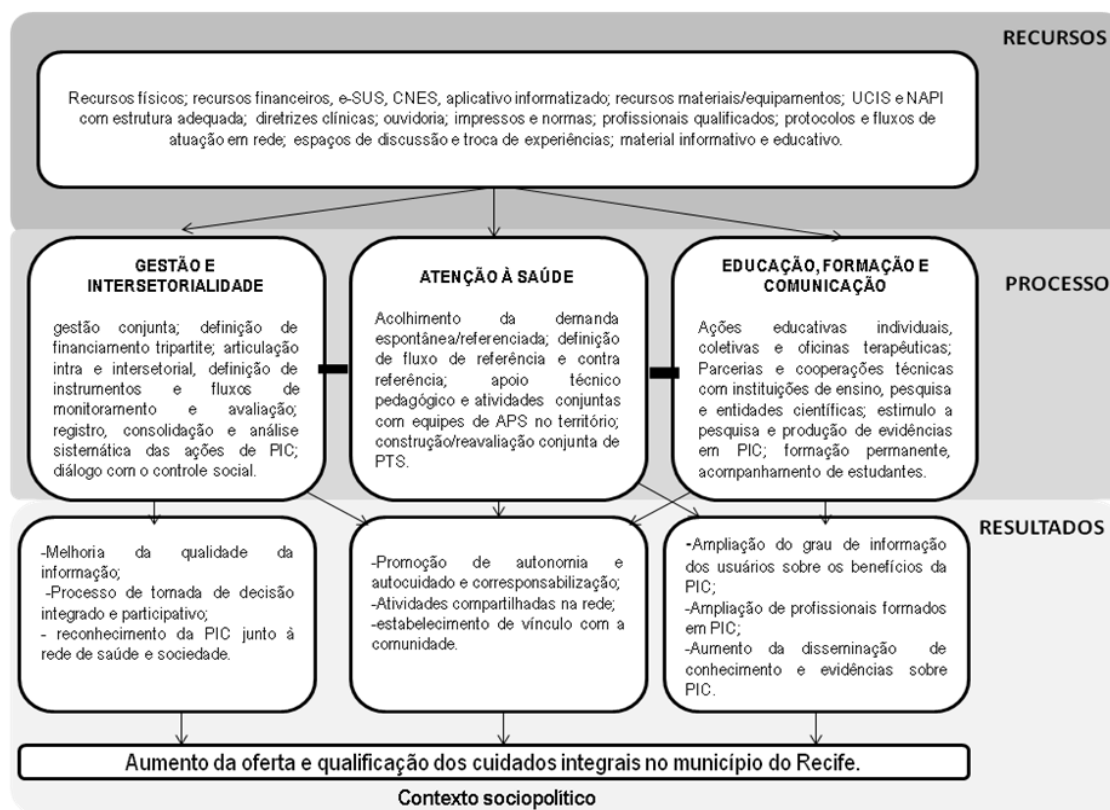 RECURSOS
Recursos físicos; recursos financeiros, e-SUS, CNES, aplicativo informatizado; recursos materiais/equipamentos; UCIS e NAPI
com estrutura adequada; diretrizes clínicas; ouvidoria; impressos e normas; profissionais qualificados; protocolos e fluxos de
atuação em rede; espaços de discussão e troca de experiências; material informativo e educativo.
PROCESSO
GESTÃO E
INTERSETORIALIDADE
gestão conjunta; definição de
financiamento tripartite; articulação
intra e intersetorial, definição de
instrumentos e fluxos de
monitoramento e avaliação;
registro, consolidação e análise
sistemática das ações de PIC;
diálogo com o controle social.
ATENÇÃO À SAÚDE
Acolhimento da demanda
espontânea/referenciada; definição
de fluxo de referência e contra
referência; apoio técnico
pedagógico e atividades conjuntas
com equipes de APS no território;
construção/reavaliação conjunta de
PTS.
EDUCAÇÃO, FORMAÇÃO E
COMUNICAÇÃO
Ações educativas individuais,
coletivas e oficinas terapêuticas;
Parcerias e cooperações técnicas
com instituições de ensino, pesquisa
e entidades científicas; estimulo a
pesquisa e produção de evidências
em PIC; formação permanente,
acompanhamento de estudantes.
RESULTADOS
-Melhoria da qualidade da
informação;
-Processo de tomada de decisão
integrado e participativo;
- reconhecimento da PIC junto à
rede de saúde e sociedade.
-Promoção de autonomia e
autocuidado e corresponsabilização;
-Atividades compartilhadas na rede;
-estabelecimento de vínculo com a
comunidade.
-Ampliação do grau de informação
dos usuários sobre os benefícios da
PIC;
-Ampliação de profissionais formados
em PIC;
-Aumento da disseminação de
conhecimento e evidências sobre
PIC.
Aumento da oferta e qualificação dos cuidados integrais no município do Recife.
Contexto sociopolitico